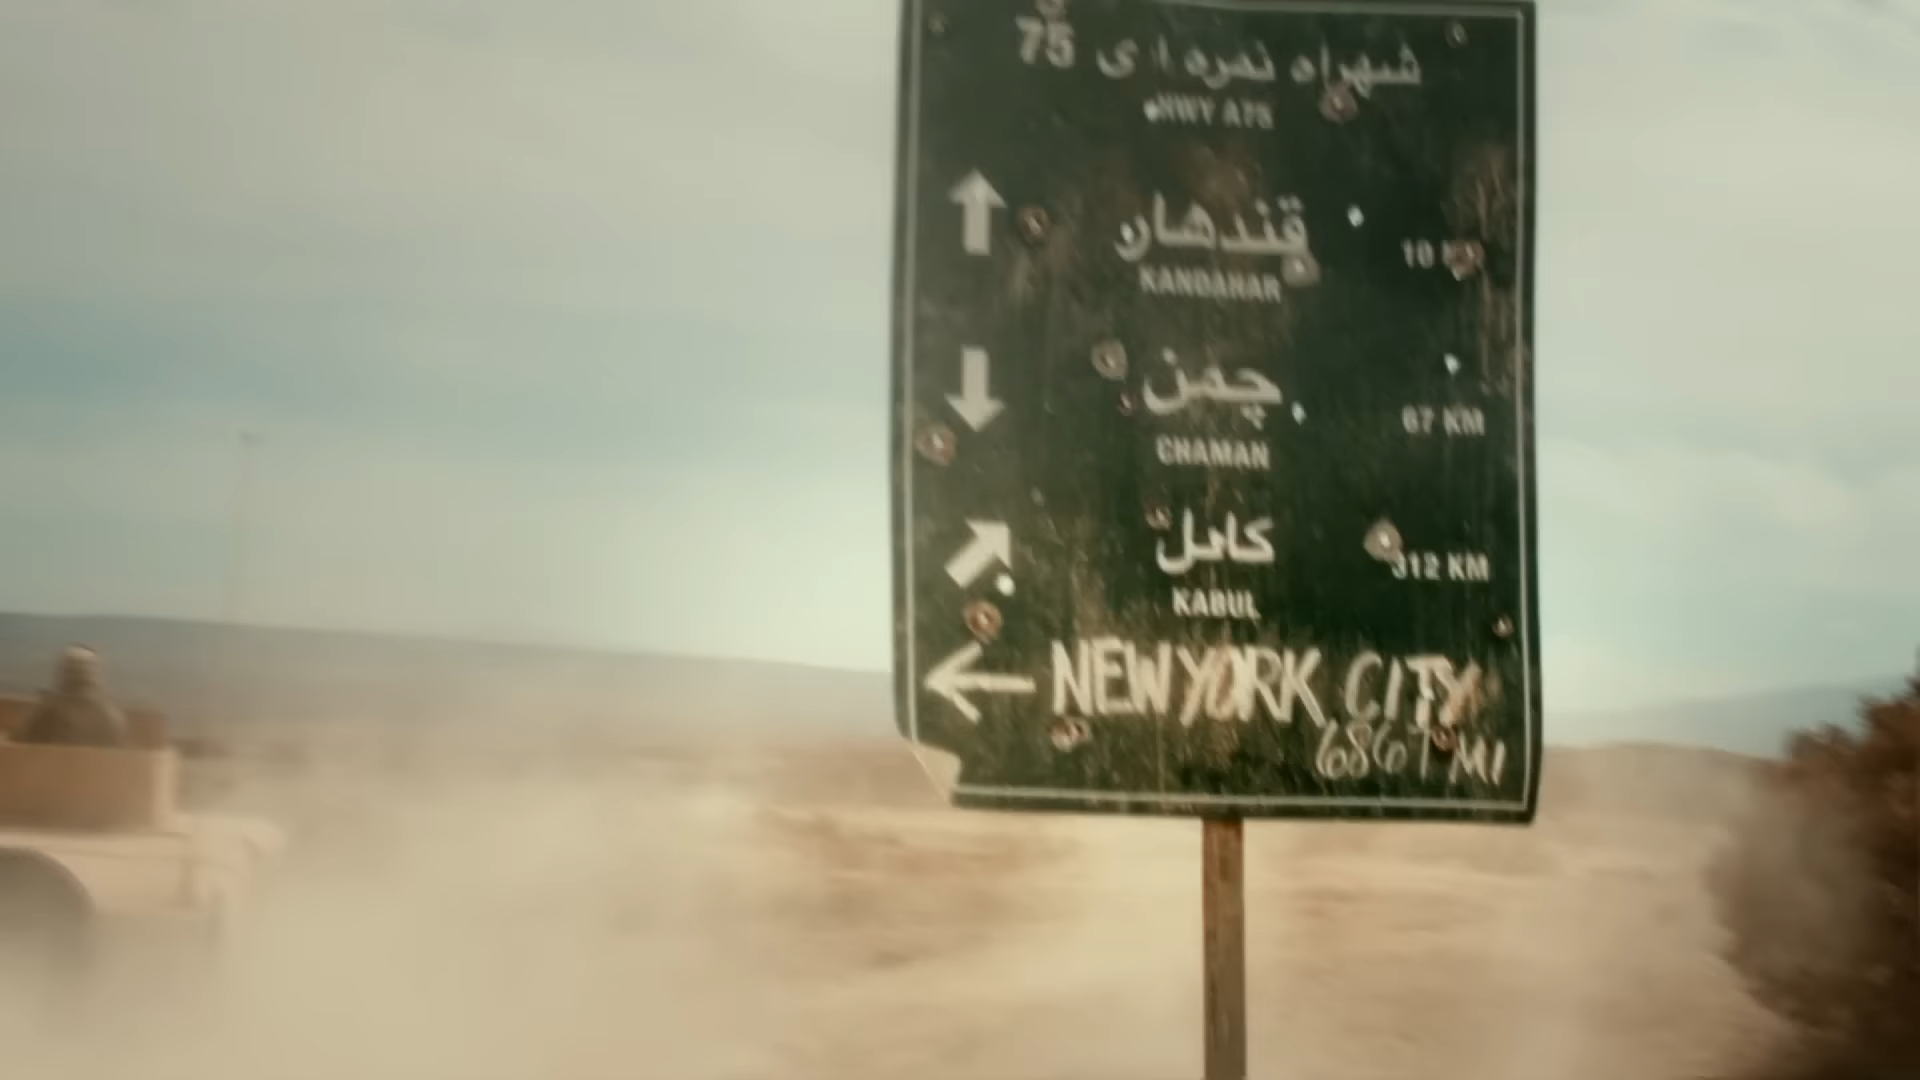 شهراه نمره ا ی 75
HWY A75
قندهار
KANDAHAR
10 KM
چمن
67 KM
CHAMAN
کابل
312 KM
KABUL
NEW YORK CITY
6867 MI